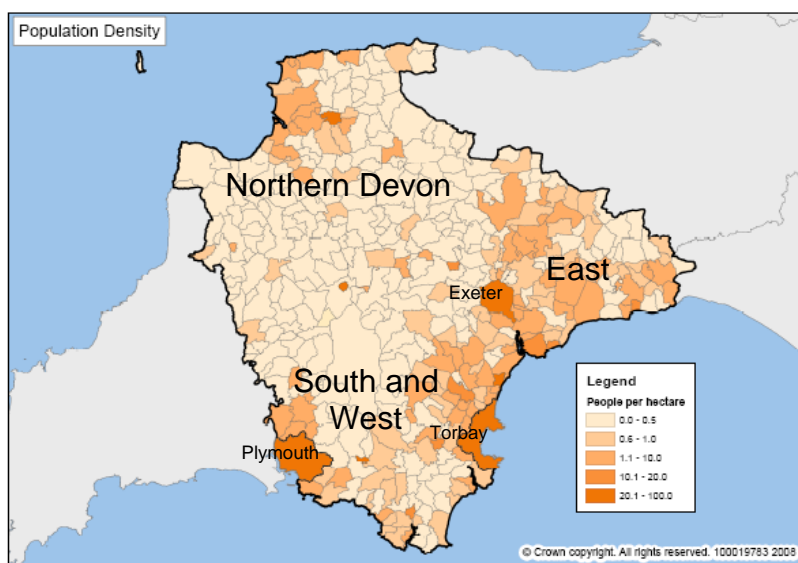 Population Density
Northern Devon
East
Exeter
South and
West
Torbay
Plymouth
Legend
People per hectare
0.0 - 0.5
0.6 - 1.0
1.1 - 10.0
10.1 - 20.0
20.1 - 100.0
© Crown copyright. All rights reserved. 100019783 2008